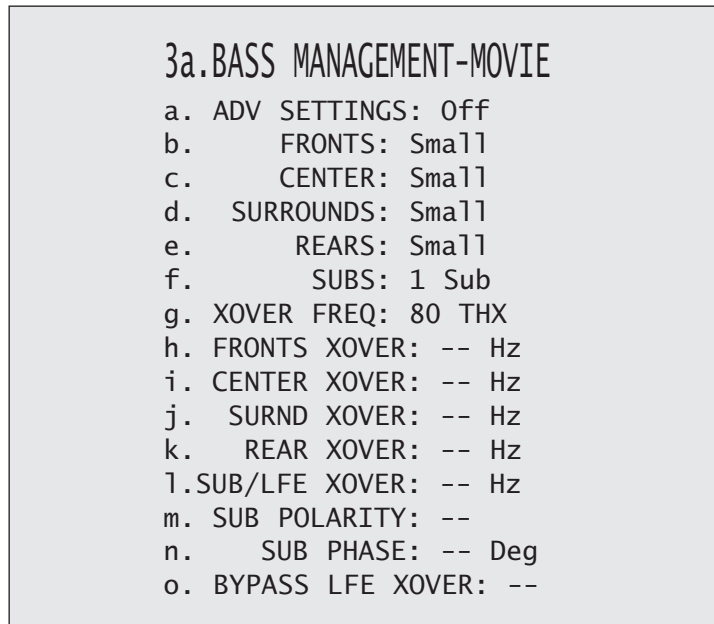 3a.BASS MANAGEMENT-MOVIE
a. ADV SETTINGS: Off
b. FRONTS: Small
c. CENTER: Small
d. SURROUNDS: Small
e. REARS: Small
f. SUBS: 1 Sub
g. XOVER FREQ: 80 THX
h. FRONTS XOVER: -- Hz
i. CENTER XOVER: -- Hz
j. SURND XOVER: -- Hz
k. REAR XOVER: -- Hz
l.SUB/LFE XOVER: -- Hz
m. SUB POLARITY: --
n. SUB PHASE: -- Deg
o. BYPASS LFE XOVER: --